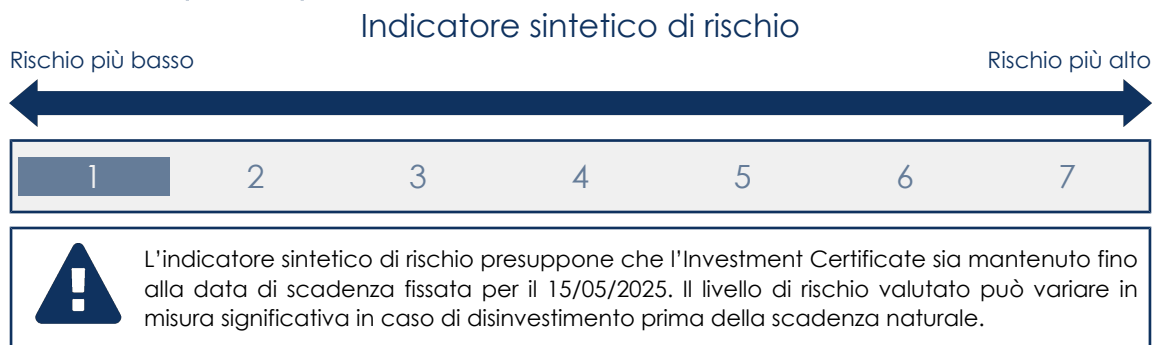 Indicatore sintetico di rischio
Rischio più basso
Rischio più alto
1 2 3 4 5 6 7
L'indicatore sintetico di rischio presuppone che l'Investment Certificate sia mantenuto fino
alla data di scadenza fissata per il 15/05/2025. Il livello di rischio valutato può variare in
misura significativa in caso di disinvestimento prima della scadenza naturale.